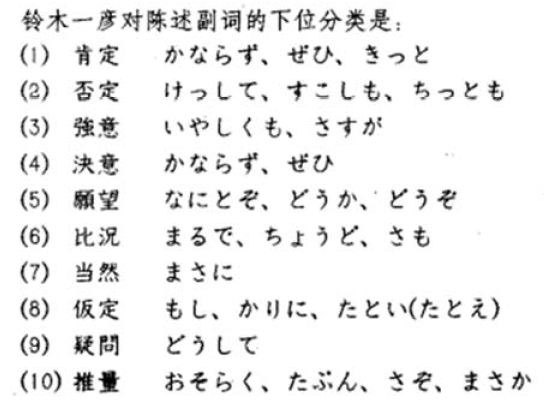 铃木一彦对陈述副词的下位分类是：
(1) 肯定 かならず、ぜひ、きっと
(2) 否定 けっして、すこしも、ちっとも
(3) 強意 いやしくも、さすが
(4) 決意 かならず、ぜひ
(5) 願望 なにとぞ、どうか、どうぞ
(6) 比況 まるで、ちょうど、さも
(7) 当然 まさに
(8) 仮定 もし、かりに、たとい(たとえ)
(9) 疑問 どうして
(10) 推量 おそらく、たぶん、さぞ、まさか